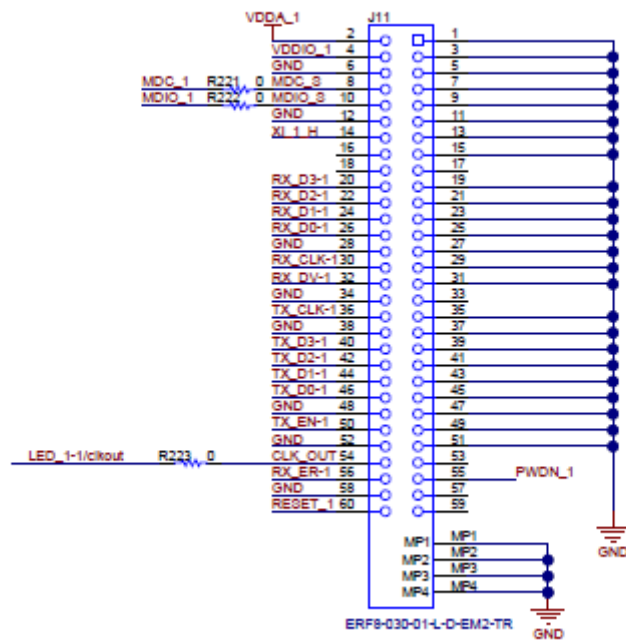 VDDA_1 J11
2 1
VDDIO_1 4 3
GND 6 5
MDC_1 R221 0 MDC_S 8 7
MDIO_1 R222 0 MDIO_S 10 9
GND 12 11
XI_1_H 14 13
16 15
18 17
RX_D3-1 20 19
RX_D2-1 22 21
RX_D1-1 24 23
RX_D0-1 26 25
GND 28 27
RX_CLK-1 30 29
RX_DV-1 32 31
GND 34 33
TX_CLK-1 36 35
GND 38 37
TX_D3-1 40 39
TX_D2-1 42 41
TX_D1-1 44 43
TX_D0-1 46 45
GND 48 47
TX_EN-1 50 49
GND 52 51
LED_1-1/clkout R223 0 CLK_OUT 54 53
RX_ER-1 56 55 PWDN_1
GND 58 57
RESET_1 60 59
GND
MP1 MP1
MP2 MP2
MP3 MP3
MP4 MP4
ERF8-030-01-L-D-EM2-TR
GND